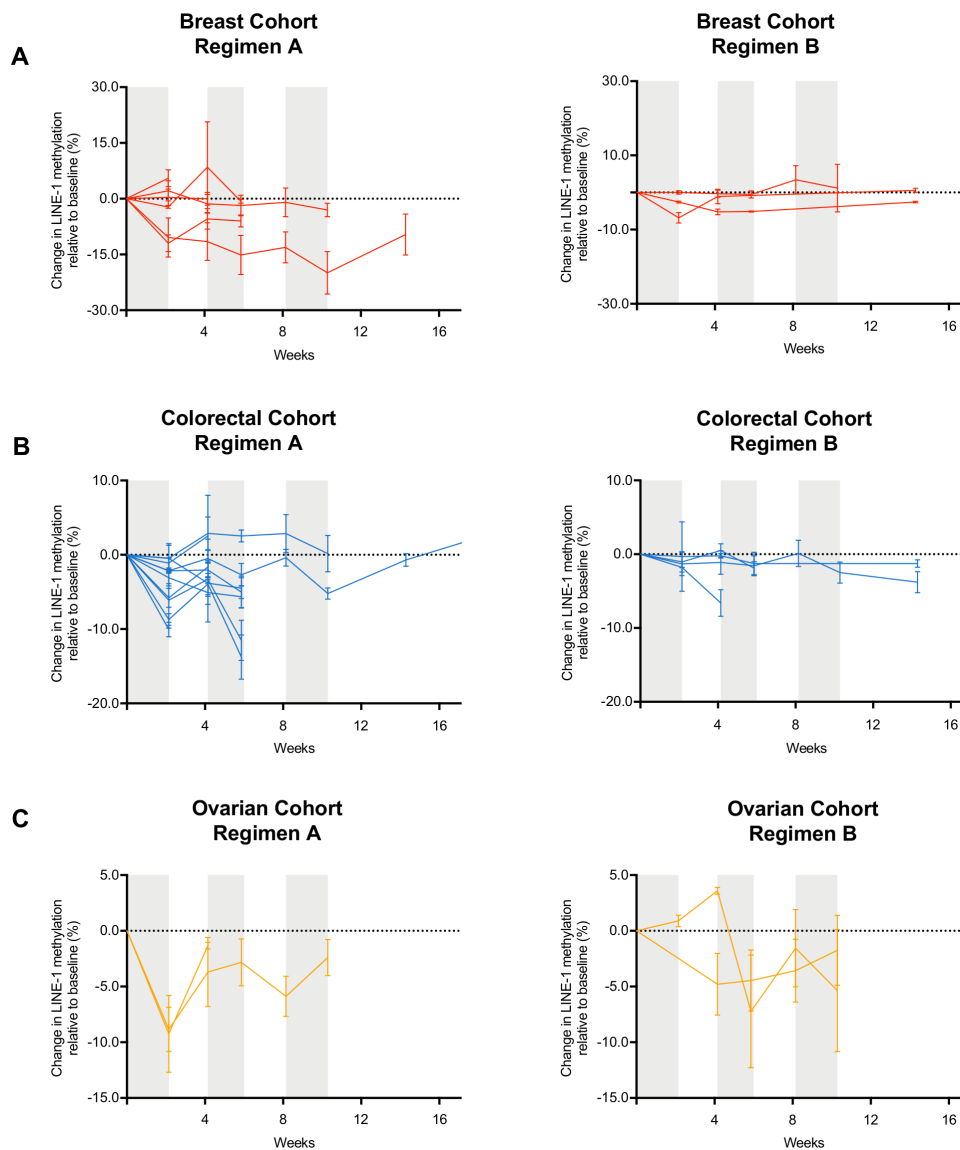 A
Breast Cohort
Regimen A
Change in LINE-1 methylation
relative to baseline (%)
30.0
15.0
0.0
-15.0
-30.0
4
8
12
16
Weeks
Breast Cohort
Regimen B
Change in LINE-1 methylation
relative to baseline (%)
30.0
10.0
-10.0
-30.0
4
8
12
16
Weeks
B
Colorectal Cohort
Regimen A
Change in LINE-1 methylation
relative to baseline (%)
10.0
0.0
-10.0
-20.0
4
8
12
16
Weeks
Colorectal Cohort
Regimen B
Change in LINE-1 methylation
relative to baseline (%)
10.0
0.0
-10.0
-20.0
4
8
12
16
Weeks
C
Ovarian Cohort
Regimen A
Change in LINE-1 methylation
relative to baseline (%)
5.0
0.0
-5.0
-10.0
-15.0
4
8
12
16
Weeks
Ovarian Cohort
Regimen B
Change in LINE-1 methylation
relative to baseline (%)
5.0
0.0
-5.0
-10.0
-15.0
4
8
12
16
Weeks